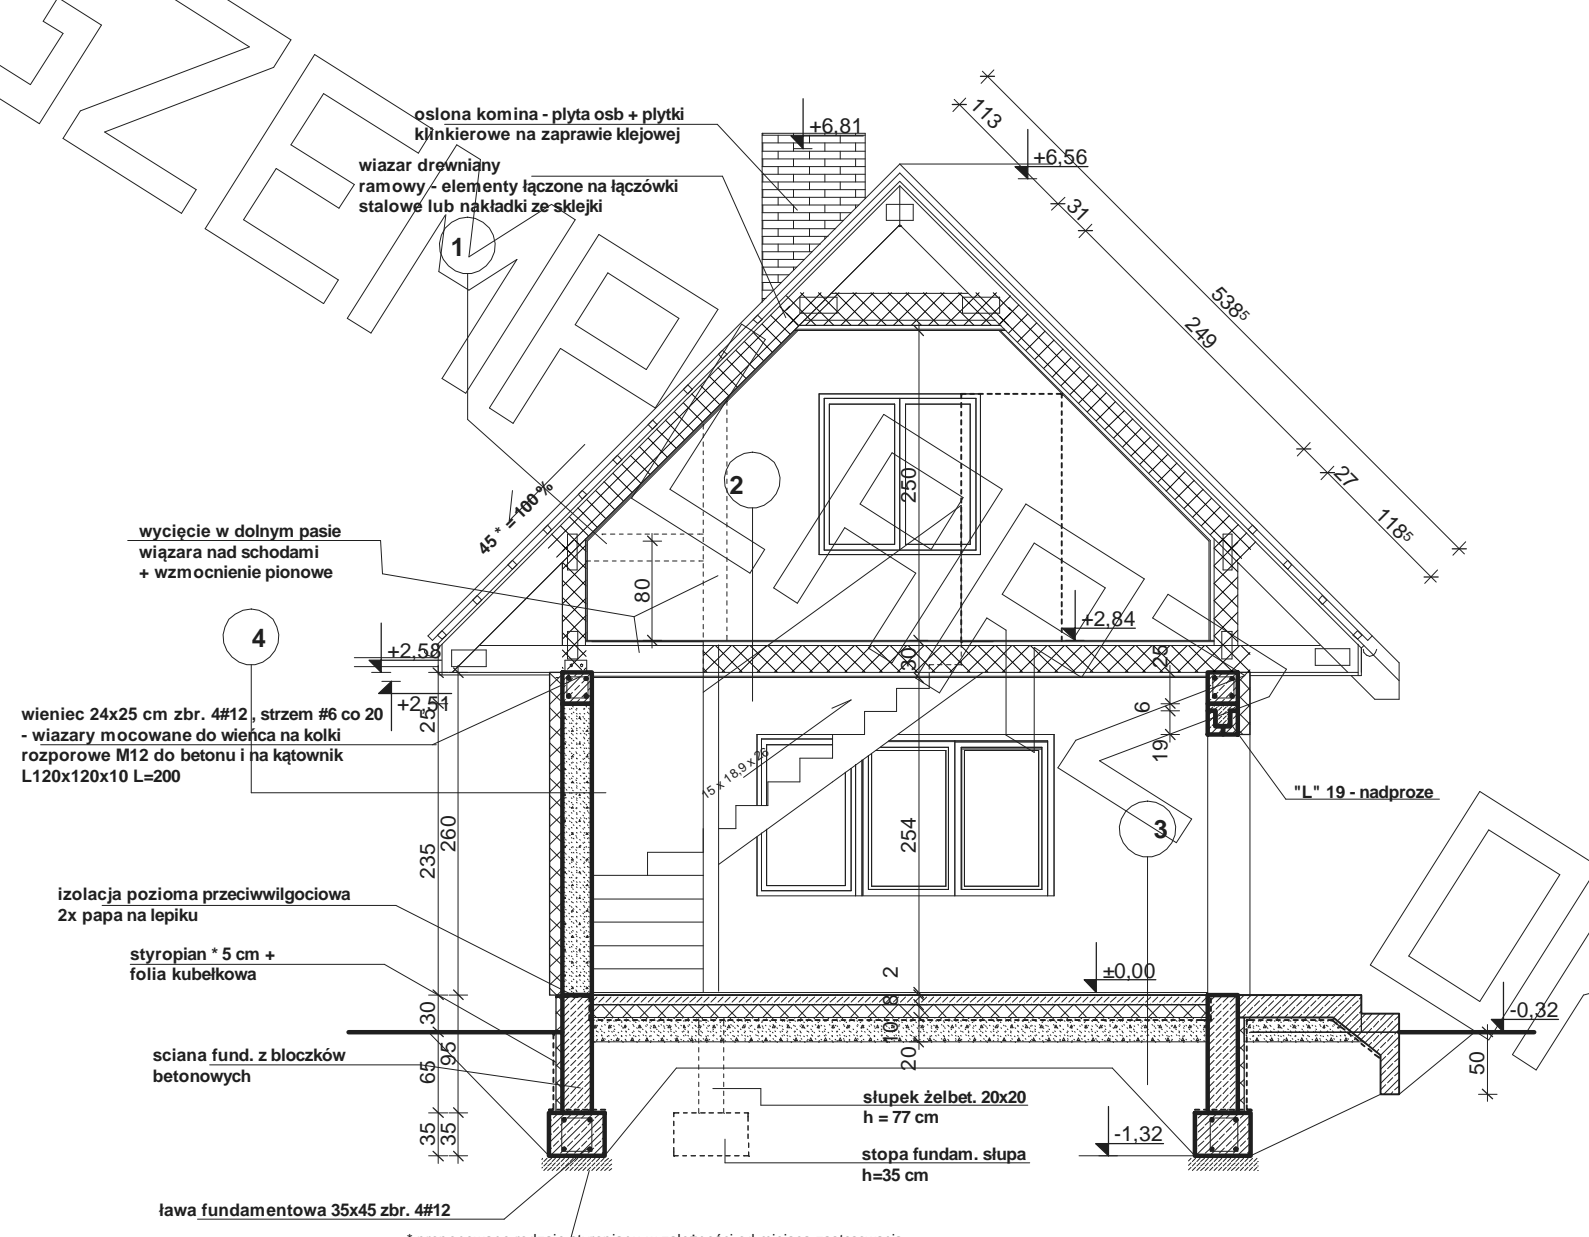 oslona komina - plyta osb + plytki
klinkierowe na zaprawie klejowej
wiazar drewniany
ramowy - elementy łączone na łączówki
stalowe lub nakładki ze sklejki
1
+6,81
+6,56
113
31
538⁵
249
27
118⁵
45 * = 100 %
2
250
80
wycięcie w dolnym pasie
wiązara nad schodami
+ wzmocnienie pionowe
4
+2,58
+2,51
+2,84
30
25
6
19
wieniec 24x25 cm zbr. 4#12 , strzem #6 co 20
- wiazary mocowane do wieńca na kolki
rozporowe M12 do betonu i na kątownik
L120x120x10 L=200
25
15 x 18,9 x 26
"L" 19 - nadproze
3
235
260
254
izolacja pozioma przeciwwilgociowa
2x papa na lepiku
styropian * 5 cm +
folia kubełkowa
±0,00
2
8
10
20
30
95
65
35
35
-0,32
50
sciana fund. z bloczków
betonowych
słupek żelbet. 20x20
h = 77 cm
-1,32
stopa fundam. słupa
h=35 cm
ława fundamentowa 35x45 zbr. 4#12